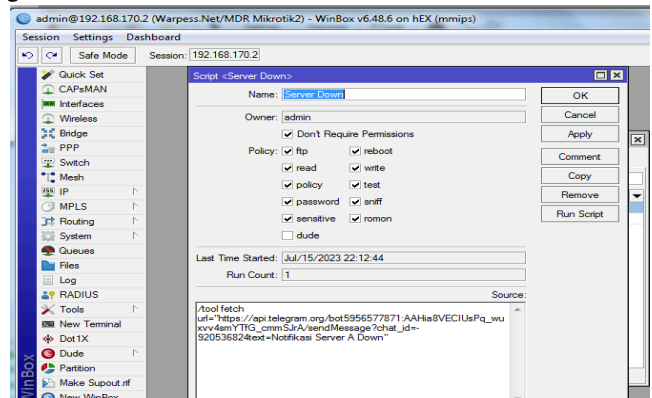 admin@192.168.170.2 (Warpess.Net/MDR Mikrotik2) - WinBox v6.48.6 on hEX (mmips)
Session Settings Dashboard
Safe Mode Session: 192.168.170.2
Quick Set
CAPsMAN
Interfaces
Wireless
Bridge
PPP
Switch
Mesh
IP
MPLS
Routing
System
Queues
Files
Log
RADIUS
Tools
New Terminal
Dot1X
Dude
Partition
Make Supout.rif
New WinBox
WinBox
Script <Server Down>
Name: Server Down
Owner: admin
Don't Require Permissions
Policy: ftp reboot
read write
policy test
password sniff
sensitive romon
dude
Last Time Started: Jul/15/2023 22:12:44
Run Count: 1
Source:
/tool fetch
url="https://api.telegram.org/bot5956577871:AAHia8VECIUsPq_wu
xvv4smYTfG_cmmSJrA/sendMessage?chat_id=-
920536824text=Notifikasi Server A Down"
OK
Cancel
Apply
Comment
Copy
Remove
Run Script